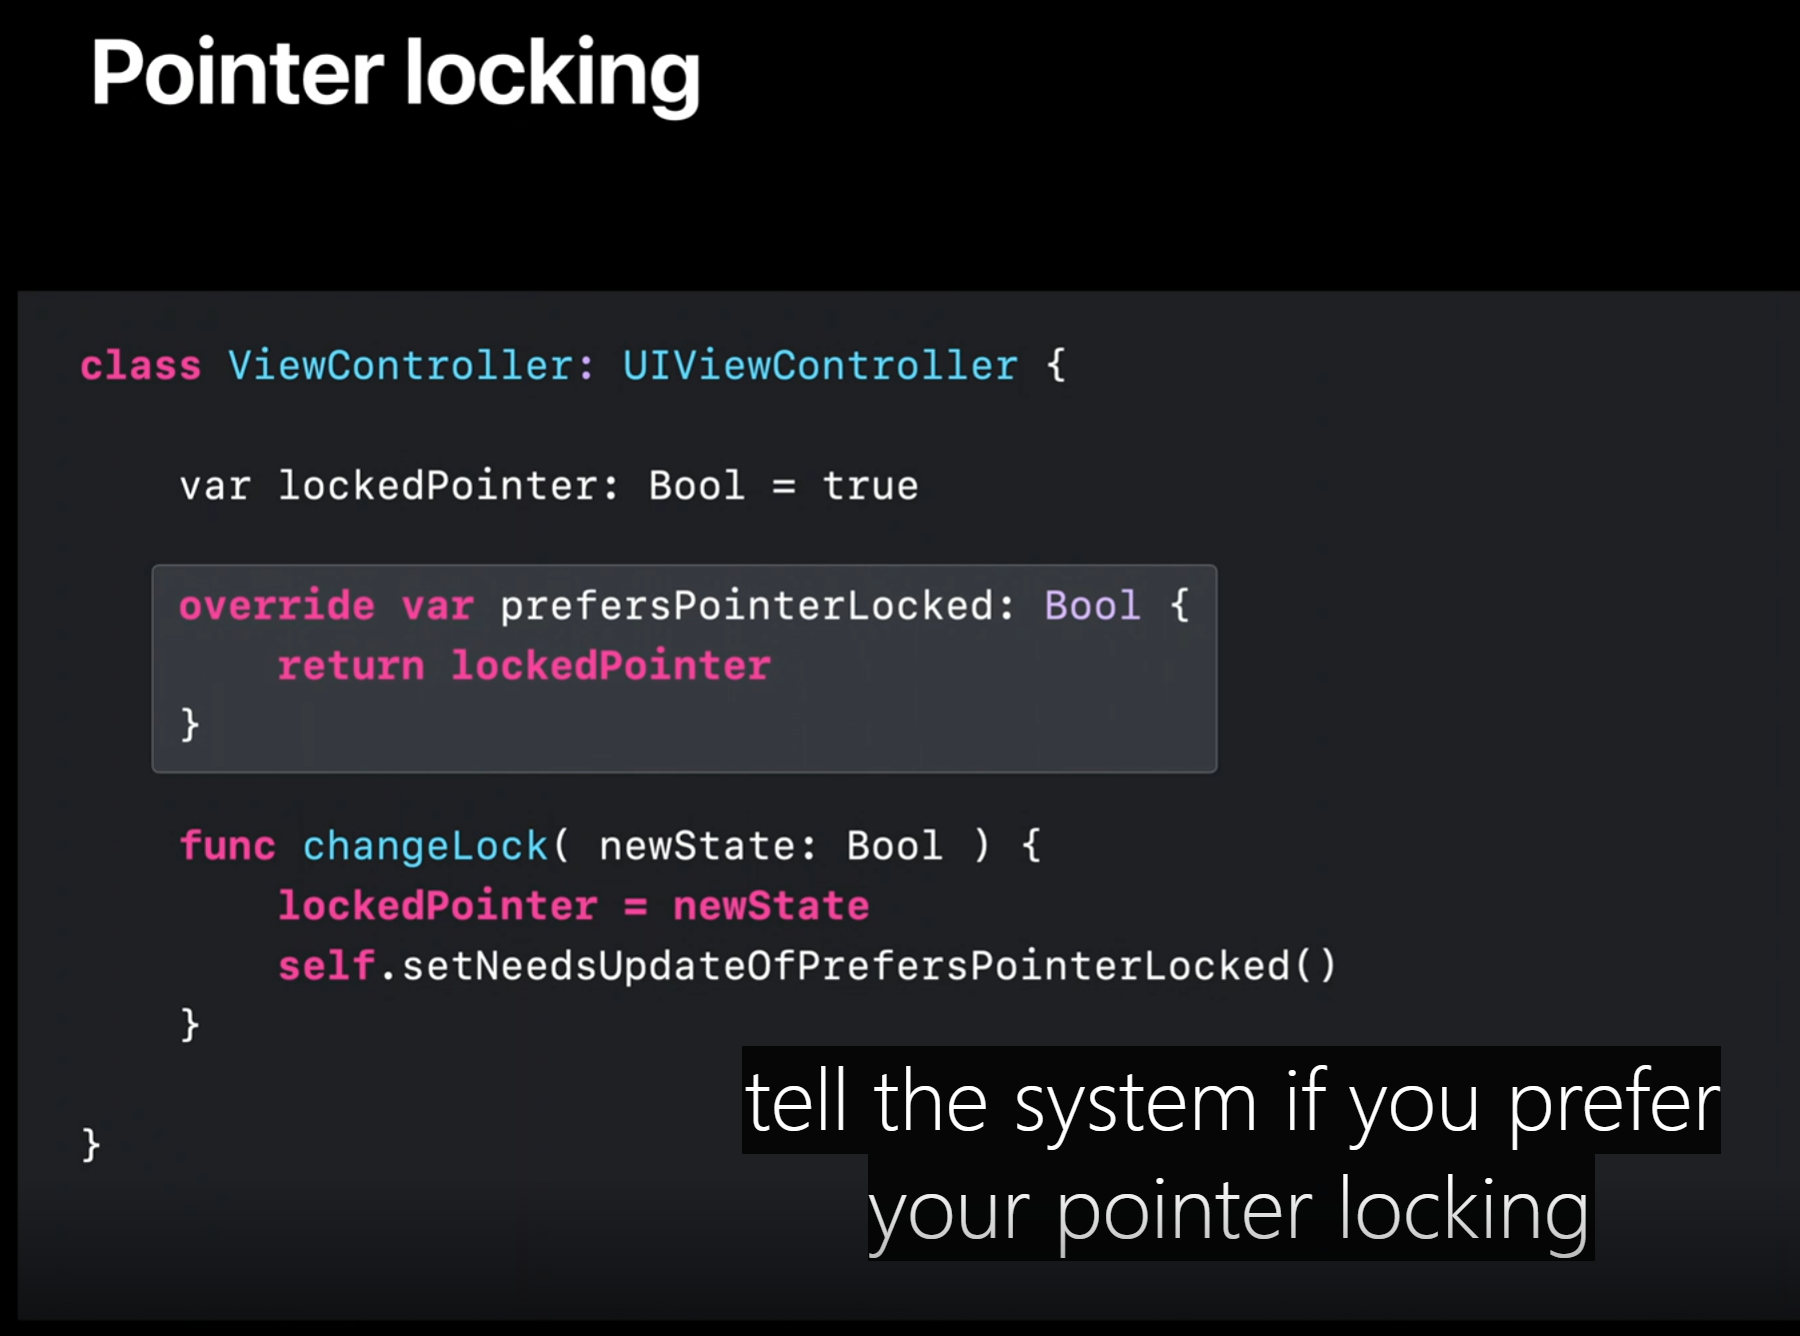 Pointer locking
class ViewController: UIViewController {
var lockedPointer: Bool = true
override var prefersPointerLocked: Bool {
return lockedPointer
}
func changeLock( newState: Bool ) {
lockedPointer = newState
self.setNeedsUpdateOfPrefersPointerLocked()
}
}
tell the system if you prefer
your pointer locking